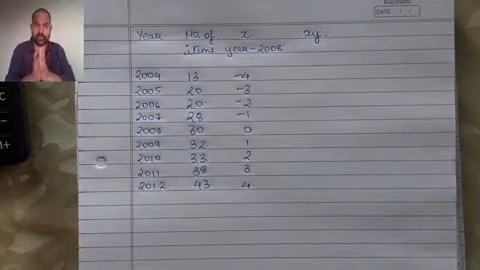 DATE
Year No. of x xy.
items year-2008
2004 13 -4
2005 20 -3
2006 20 -2
2007 28 -1
2008 30 0
2009 32 1
2010 33 2
2011 38 3
2012 43 4